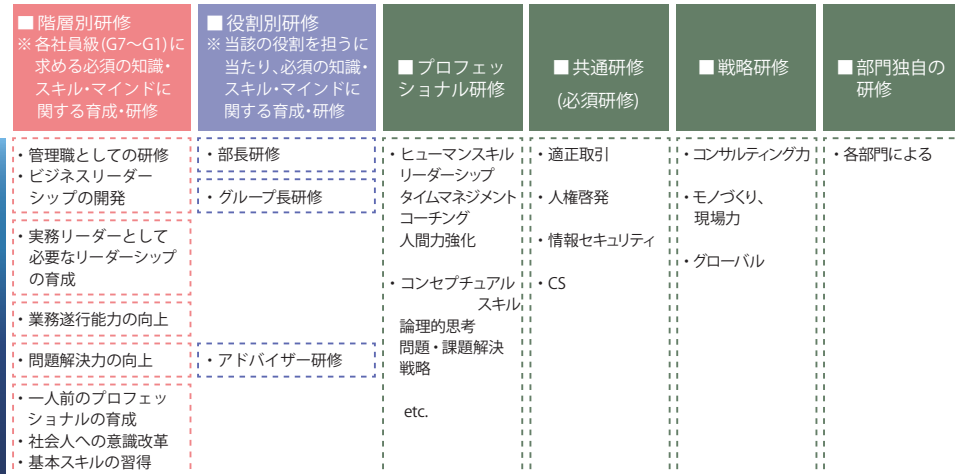 ■ 階層別研修
※ 各社員級(G7～G1)に
求める必須の知識・
スキル・マインドに
関する育成・研修
・ 管理職としての研修
・ ビジネスリーダー
シップの開発
・ 実務リーダーとして
必要なリーダーシップ
の育成
・ 業務遂行能力の向上
・ 問題解決力の向上
・ 一人前のプロフェッ
ショナルの育成
・ 社会人への意識改革
・ 基本スキルの習得
■ 役割別研修
※ 当該の役割を担うに
当たり、必須の知識・
スキル・マインドに
関する育成・研修
・ 部長研修
・ グループ長研修
・ アドバイザー研修
■ プロフェッ
ショナル研修
・ ヒューマンスキル
リーダーシップ
タイムマネジメント
コーチング
人間力強化
・ コンセプチュアル
スキル
論理的思考
問題・課題解決
戦略
etc.
■ 共通研修
(必須研修)
・ 適正取引
・ 人権啓発
・ 情報セキュリティ
・ CS
■ 戦略研修
・ コンサルティング力
・ モノづくり、
現場力
・ グローバル
■ 部門独自の
研修
・ 各部門による